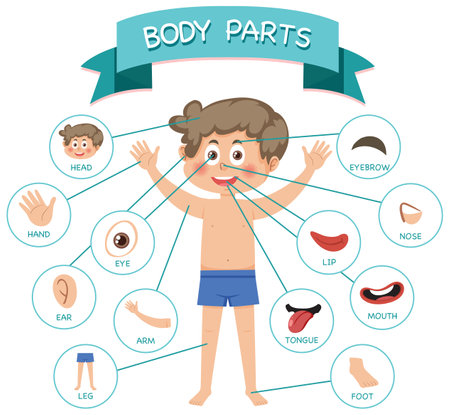 BODY PARTS
HEAD
EYEBROW
HAND
NOSE
EYE
LIP
EAR
ARM
TONGUE
MOUTH
LEG
FOOT